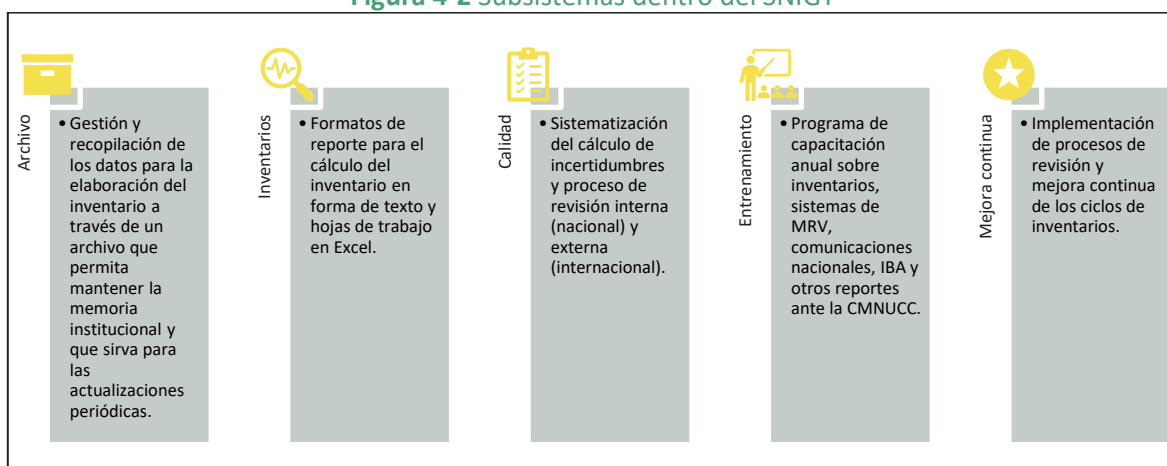 Figura 4-2 Subsistemas dentro del SNIGT
Archivo
• Gestión y
recopilación de
los datos para la
elaboración del
inventario a
través de un
archivo que
permita
mantener la
memoria
institucional y
que sirva para
las
actualizaciones
periódicas.
Inventarios
• Formatos de
reporte para el
cálculo del
inventario en
forma de texto y
hojas de trabajo
en Excel.
Calidad
• Sistematización
del cálculo de
incertidumbres
y proceso de
revisión interna
(nacional) y
externa
(internacional).
Entrenamiento
• Programa de
capacitación
anual sobre
inventarios,
sistemas de
MRV,
comunicaciones
nacionales, IBA y
otros reportes
ante la CMNUCC.
Mejora continua
• Implementación
de procesos de
revisión y
mejora continua
de los ciclos de
inventarios.